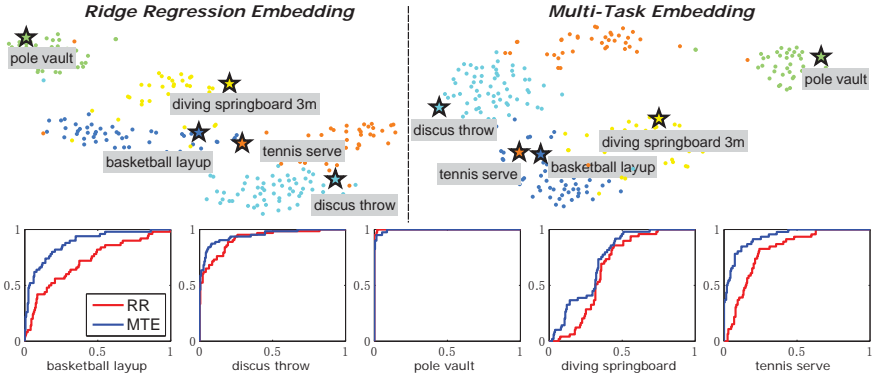 Ridge Regression Embedding
Multi-Task Embedding
pole vault
diving springboard 3m
basketball layup
tennis serve
discus throw
pole vault
discus throw
diving springboard 3m
tennis serve
basketball layup
1
0.5
0
0.5
1
RR
MTE
basketball layup
1
0.5
0
0
0.5
1
discus throw
1
0.5
0
0
0.5
1
pole vault
1
0.5
0
0
0.5
1
diving springboard
1
0.5
0
0
0.5
1
tennis serve